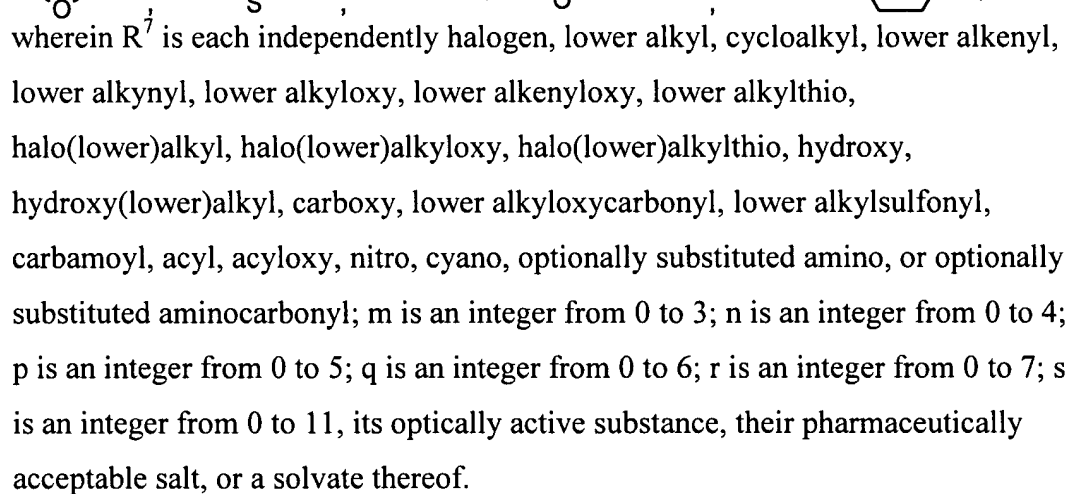 O , S , O ,
wherein R7 is each independently halogen, lower alkyl, cycloalkyl, lower alkenyl,
lower alkynyl, lower alkyloxy, lower alkenyloxy, lower alkylthio,
halo(lower)alkyl, halo(lower)alkyloxy, halo(lower)alkylthio, hydroxy,
hydroxy(lower)alkyl, carboxy, lower alkyloxycarbonyl, lower alkylsulfonyl,
carbamoyl, acyl, acyloxy, nitro, cyano, optionally substituted amino, or optionally
substituted aminocarbonyl; m is an integer from 0 to 3; n is an integer from 0 to 4;
p is an integer from 0 to 5; q is an integer from 0 to 6; r is an integer from 0 to 7; s
is an integer from 0 to 11, its optically active substance, their pharmaceutically
acceptable salt, or a solvate thereof.